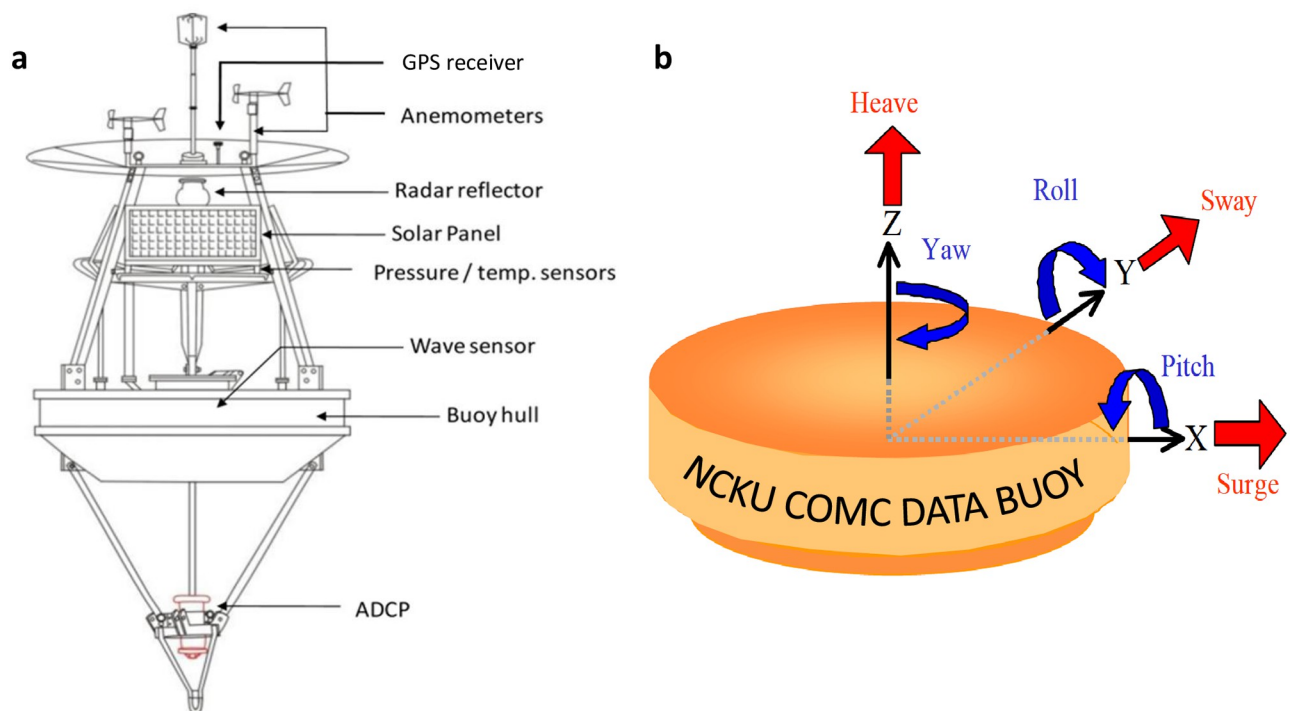 a
GPS receiver
Anemometers
Radar reflector
Solar Panel
Pressure / temp. sensors
Wave sensor
Buoy hull
ADCP
b
Heave
Roll
Sway
Z
Yaw
Y
Pitch
X
Surge
NCKU COMC DATA BUOY